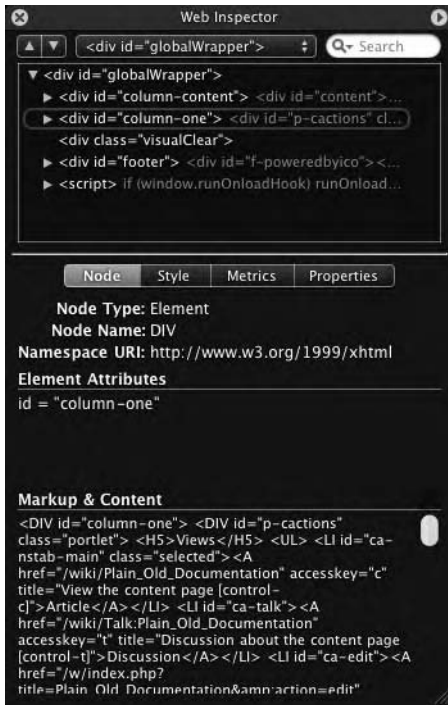 Web Inspector
<div id="globalWrapper">
Search
<div id="globalWrapper">
<div id="column-content"> <div id="content">...
<div id="column-one"> <div id="p-cactions" cl...
<div class="visualClear">
<div id="footer"> <div id="f-poweredbyico"><...
<script> if (window.runOnloadHook) runOnload...
Node Style Metrics Properties
Node Type: Element
Node Name: DIV
Namespace URI: http://www.w3.org/1999/xhtml
Element Attributes
id = "column-one"
Markup & Content
<DIV id="column-one"> <DIV id="p-cactions"
class="portlet"> <H5>Views</H5> <UL> <LI id="ca-
nstab-main" class="selected"><A
href="/wiki/Plain_Old_Documentation" accesskey="c"
title="View the content page [control-
c]">Article</A></LI> <LI id="ca-talk"><A
href="/wiki/Talk:Plain_Old_Documentation"
accesskey="t" title="Discussion about the content page
[control-t]">Discussion</A></LI> <LI id="ca-edit"><A
href="/w/index.php?
title=Plain_Old_Documentation&amp;action=edit"